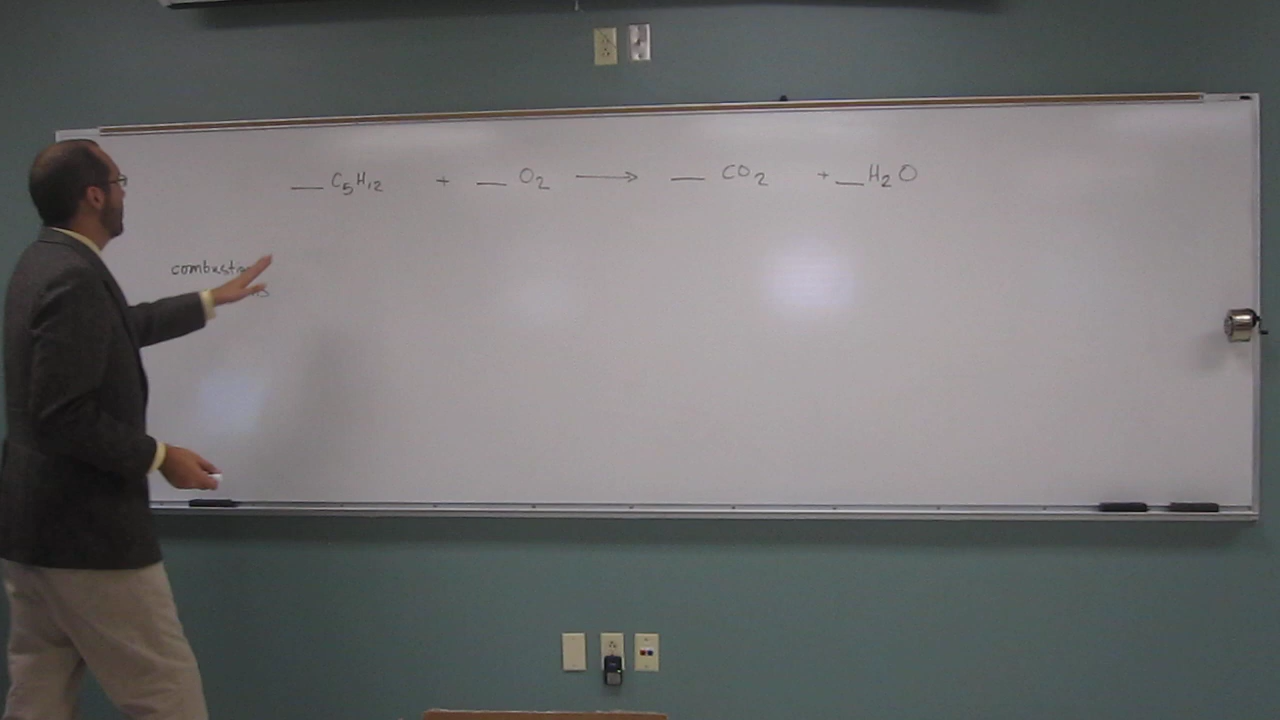 __ C₅H₁₂ + __ O₂ ⟶ __ CO₂ + __ H₂O